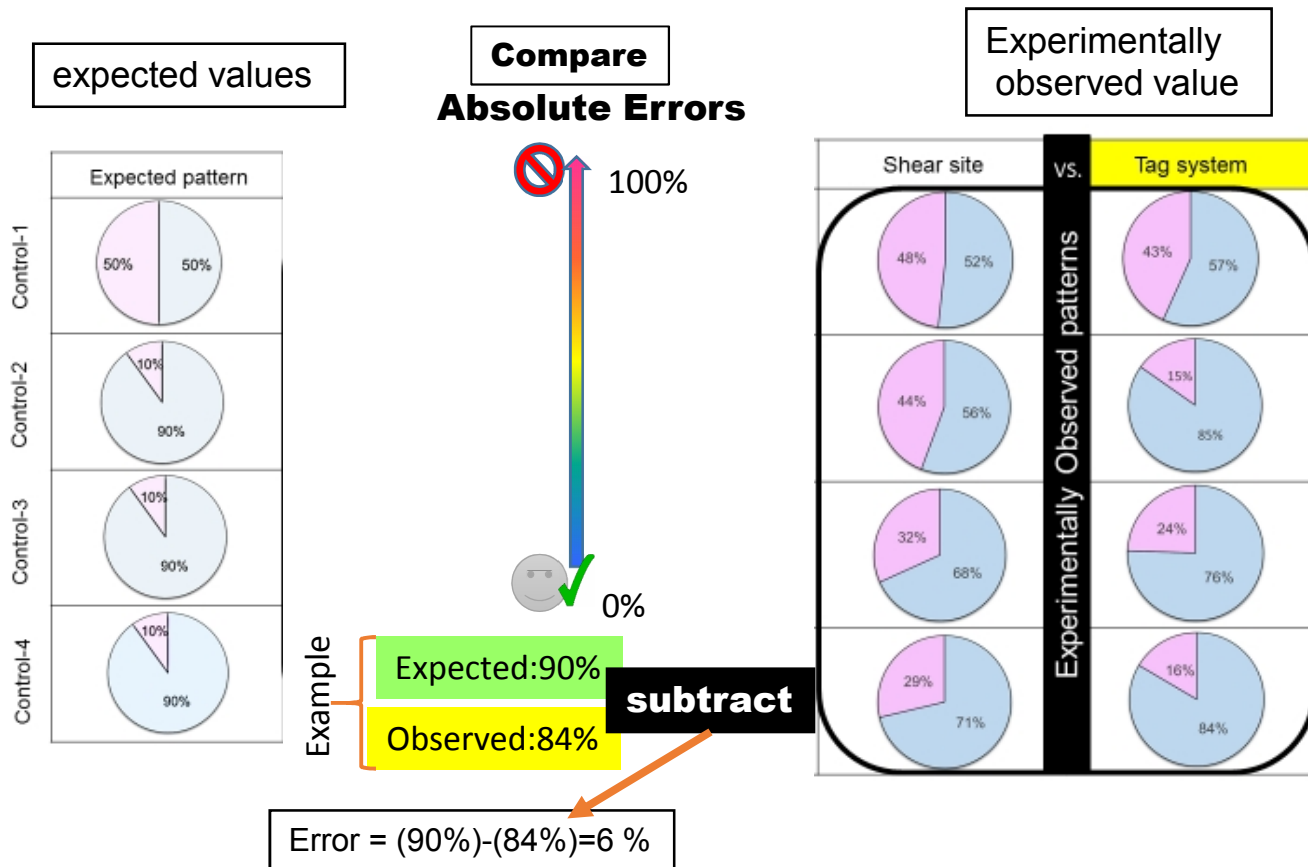 expected values
Compare
Absolute Errors
Experimentally
observed value
Expected pattern
Control-1
50%
50%
Control-2
10%
90%
Control-3
10%
90%
Control-4
10%
90%
100%
0%
Example
Expected:90%
Observed:84%
subtract
Error = (90%)-(84%)=6 %
Shear site
vs.
Tag system
Experimentally Observed patterns
48%
52%
43%
57%
44%
56%
15%
85%
32%
68%
24%
76%
29%
71%
16%
84%